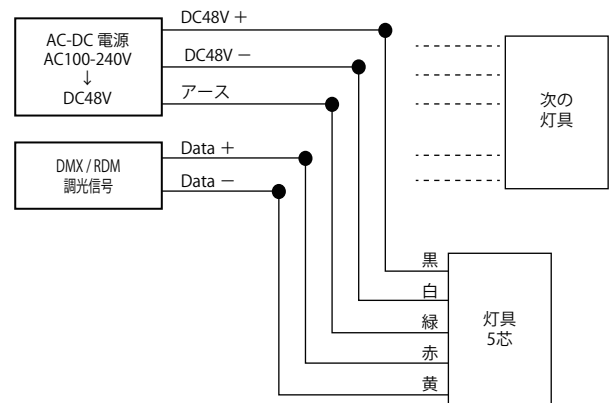 AC-DC 電源
AC100-240V
↓
DC48V
DC48V +
DC48V −
アース
DMX / RDM
調光信号
Data +
Data −
次の
灯具
黒
白
緑
赤
黄
灯具
5芯